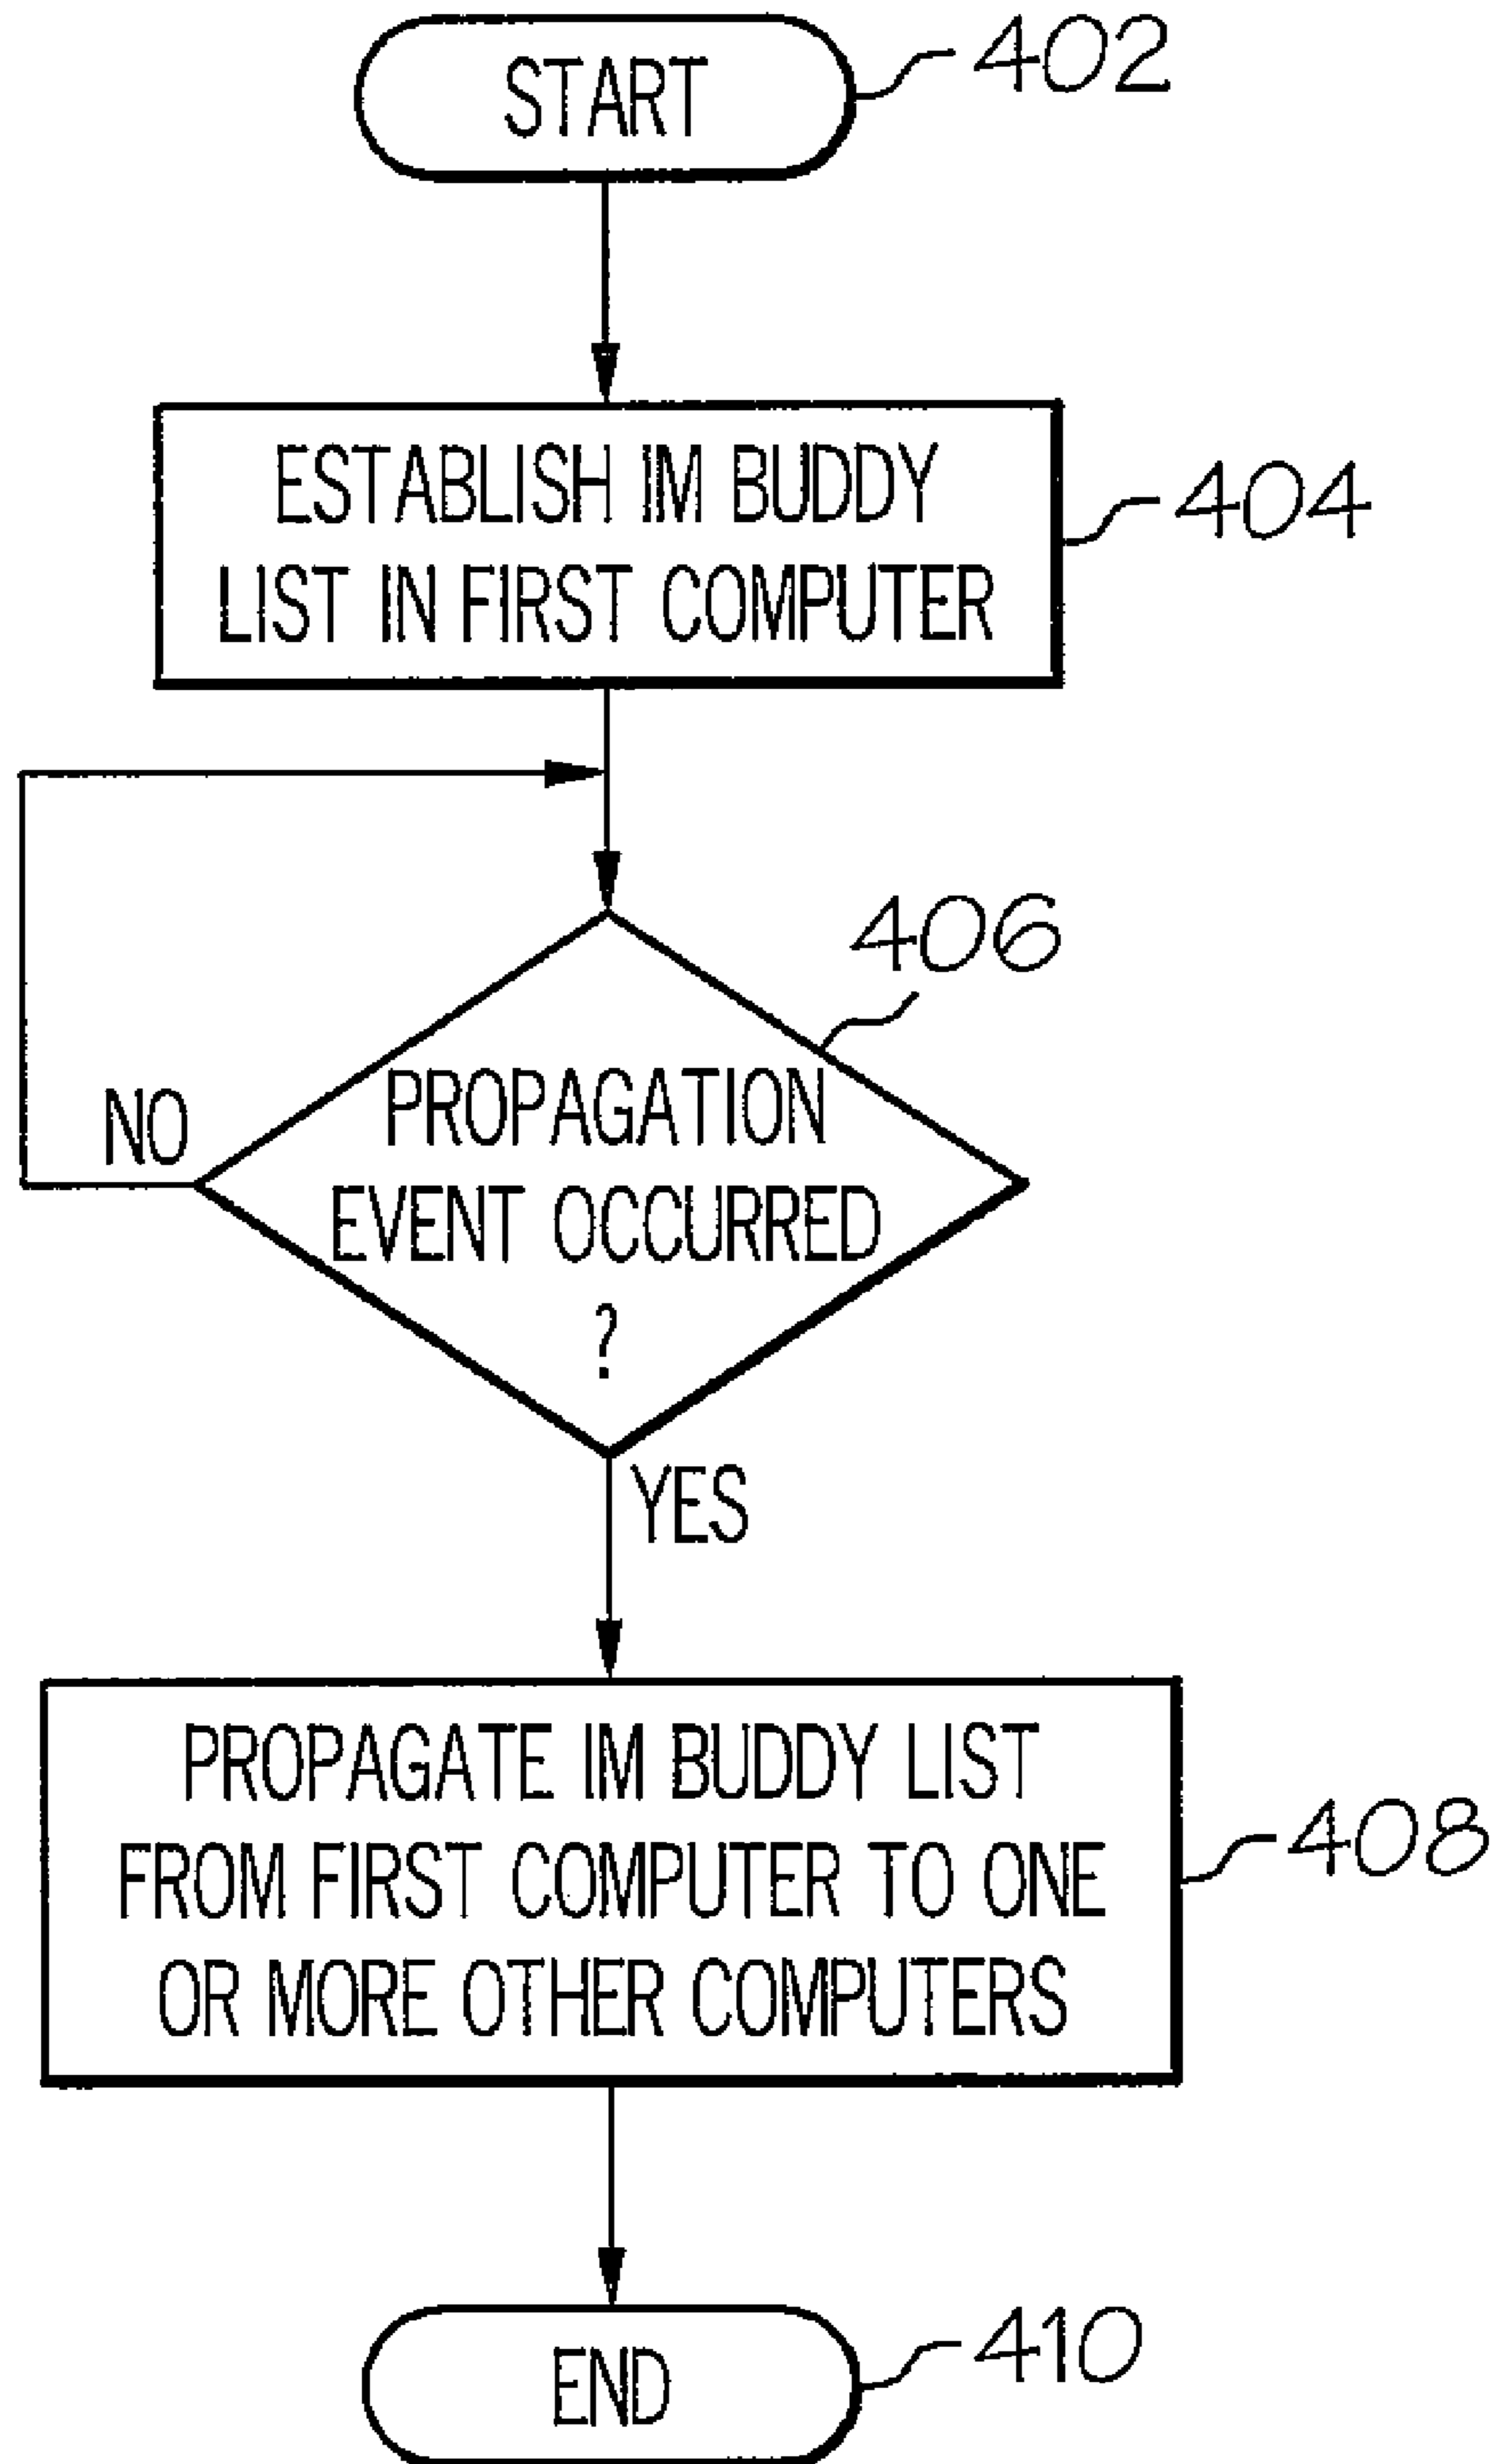 START
402
ESTABLISH IM BUDDY
LIST IN FIRST COMPUTER
404
406
PROPAGATION
EVENT OCCURRED
?
NO
YES
PROPAGATE IM BUDDY LIST
FROM FIRST COMPUTER TO ONE
OR MORE OTHER COMPUTERS
408
END
410